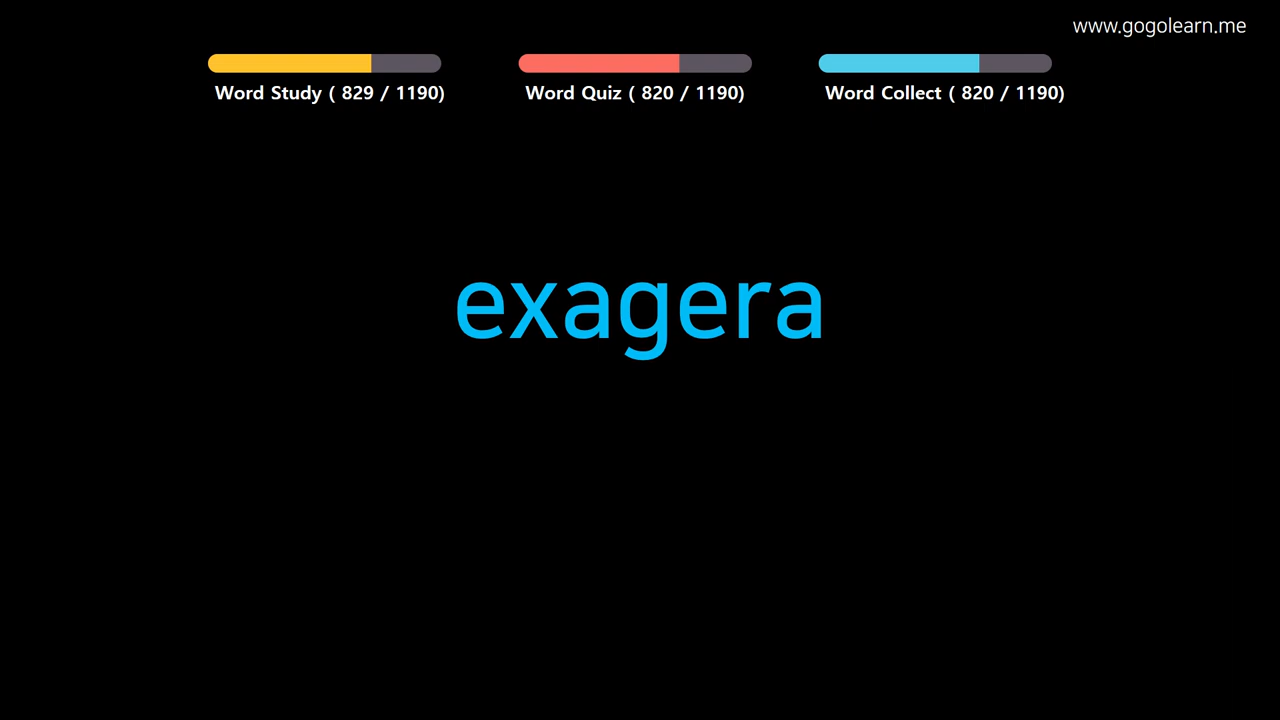 www.gogolearn.me
Word Study ( 829 / 1190)
Word Quiz ( 820 / 1190)
Word Collect ( 820 / 1190)
exagera